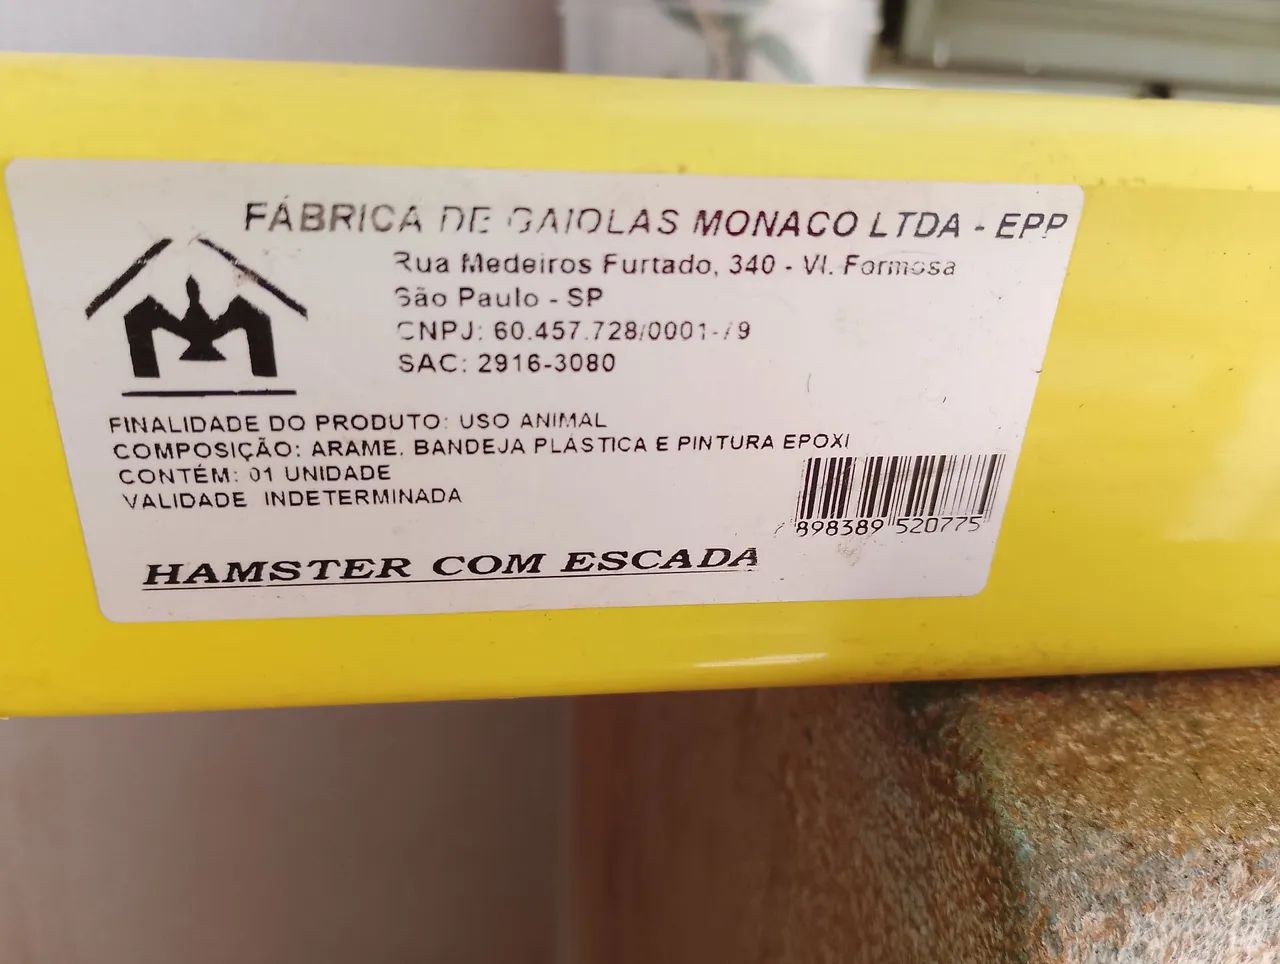 FÁBRICA DE GAIOLAS MONACO LTDA - EPP
Rua Medeiros Furtado, 340 - Vl. Formosa
São Paulo - SP
CNPJ: 60.457.728/0001-79
SAC: 2916-3080
FINALIDADE DO PRODUTO: USO ANIMAL
COMPOSIÇÃO: ARAME, BANDEJA PLÁSTICA E PINTURA EPOXI
CONTÉM: 01 UNIDADE
VALIDADE INDETERMINADA
7 898389 520775
HAMSTER COM ESCADA